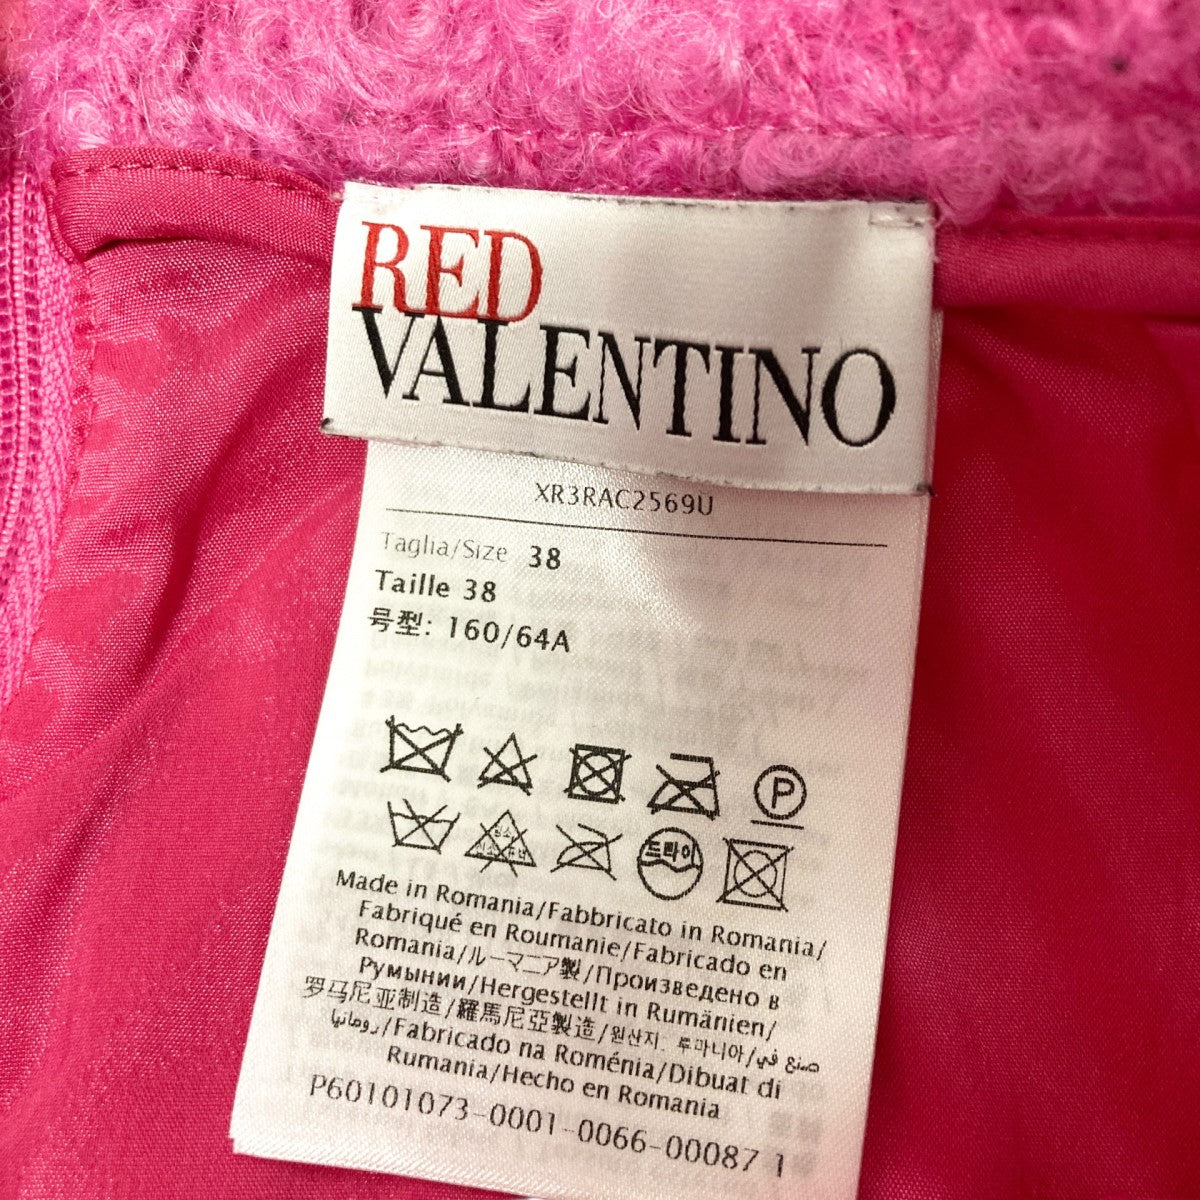 RED
VALENTINO
XR3RAC2569U
Taglia/Size 38
Taille 38
号型: 160/64A
P
드라이
Made in Romania/Fabbricato in Romania/
Fabriqué en Roumanie/Fabricado en
Romania/ルーマニア製/Произведено в
Румынии/Hergestellt in Rumänien/
罗马尼亚制造/羅馬尼亞製造/원산지: 루마니아/صنع في
رومانيا/Fabricado na Roménia/Dibuat di
Rumania/Hecho en Romania
P60101073-0001-0066-00087 1